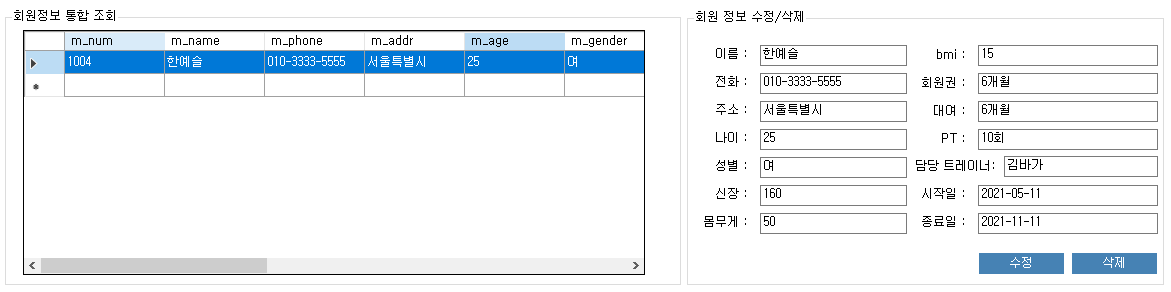 회원정보 통합 조회
m_num m_name m_phone m_addr m_age m_gender
1004 한예슬 010-3333-5555 서울특별시 25 여
회원 정보 수정/삭제
이름 : 한예슬 bmi : 15
전화 : 010-3333-5555 회원권 : 6개월
주소 : 서울특별시 대여 : 6개월
나이 : 25 PT : 10회
성별 : 여 담당 트레이너: 김바가
신장 : 160 시작일 : 2021-05-11
몸무게 : 50 종료일 : 2021-11-11
수정 삭제